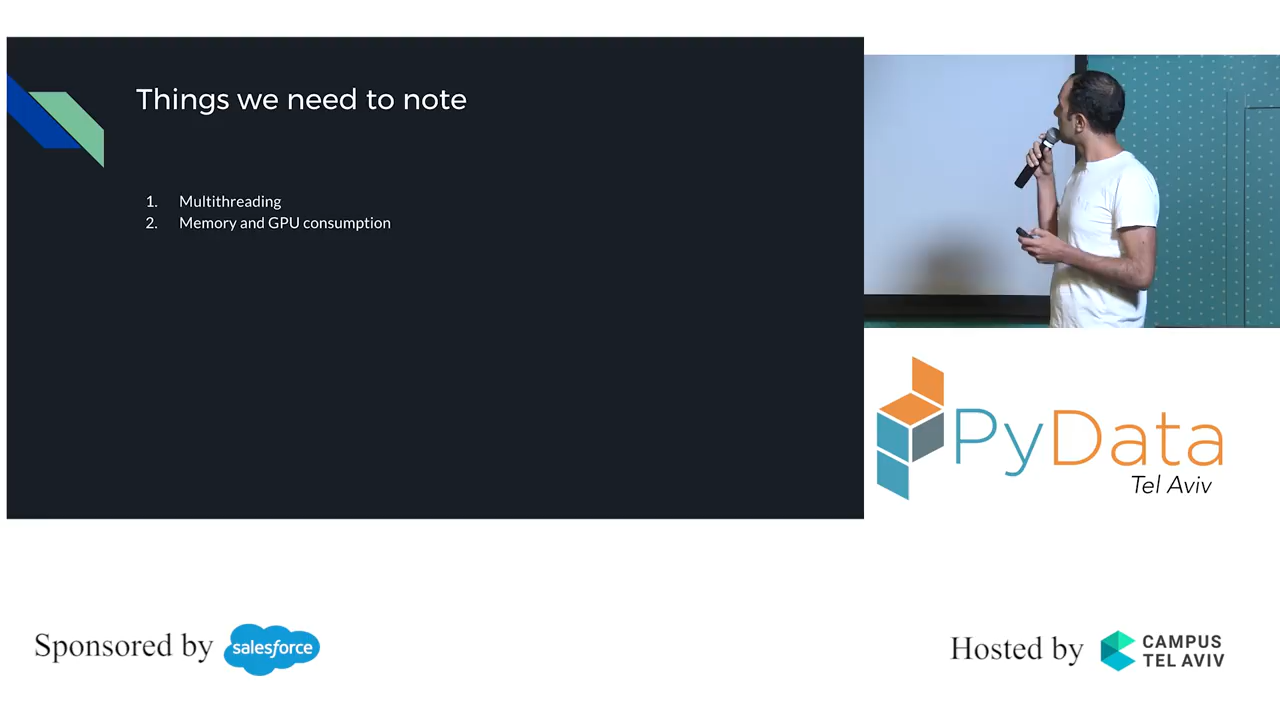 Things we need to note
1. Multithreading
2. Memory and GPU consumption
PyData
Tel Aviv
Sponsored by salesforce
Hosted by CAMPUS
TEL AVIV